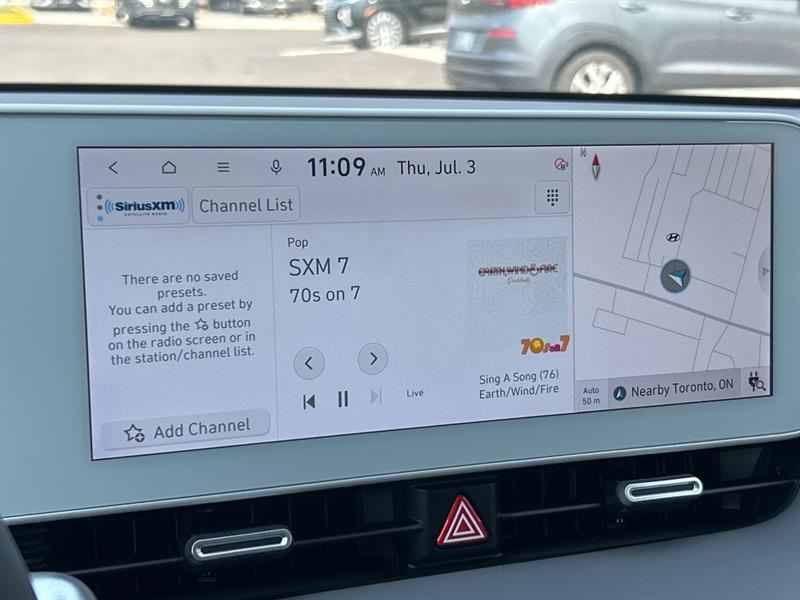 11:09 AM Thu, Jul. 3
SiriusXM
SATELLITE RADIO
Channel List
There are no saved
presets.
You can add a preset by
pressing the button
on the radio screen or in
the station/channel list.
Add Channel
Pop
SXM 7
70s on 7
Live
EARTH, WIND & FIRE
Gratitude
70s on 7
Sing A Song (76)
Earth/Wind/Fire
N
Auto
50 m
Nearby Toronto, ON